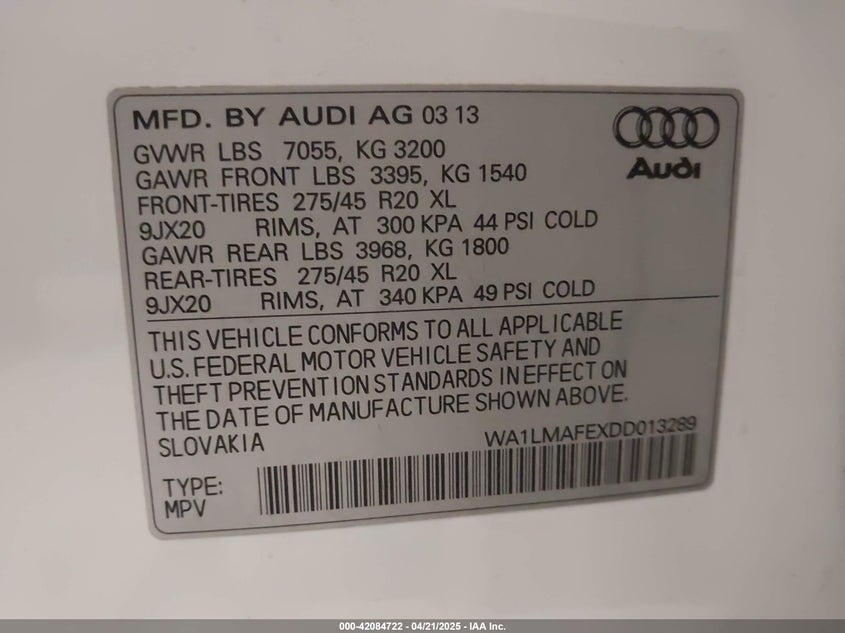 MFD. BY AUDI AG 03 13
GVWR LBS 7055, KG 3200
GAWR FRONT LBS 3395, KG 1540
FRONT-TIRES 275/45 R20 XL
9JX20 RIMS, AT 300 KPA 44 PSI COLD
GAWR REAR LBS 3968, KG 1800
REAR-TIRES 275/45 R20 XL
9JX20 RIMS, AT 340 KPA 49 PSI COLD
Audi
THIS VEHICLE CONFORMS TO ALL APPLICABLE
U.S. FEDERAL MOTOR VEHICLE SAFETY AND
THEFT PREVENTION STANDARDS IN EFFECT ON
THE DATE OF MANUFACTURE SHOWN ABOVE.
SLOVAKIA WA1LMAFEXDD013289
TYPE:
MPV
000-42084722 - 04/21/2025 - IAA Inc.